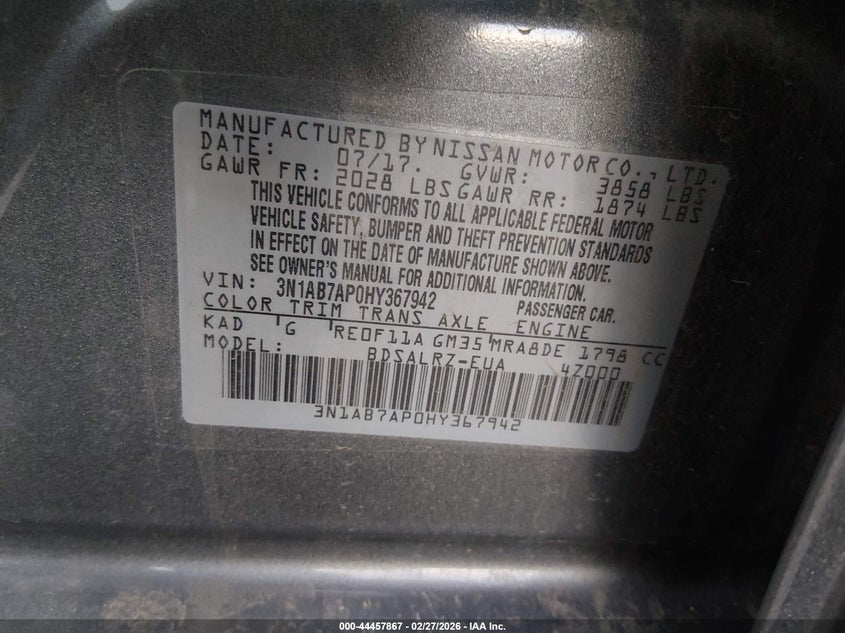 MANUFACTURED BY NISSAN MOTOR CO., LTD.
DATE: 07/17. GVWR: 3858 LBS
GAWR FR: 2028 LBS GAWR RR: 1874 LBS
THIS VEHICLE CONFORMS TO ALL APPLICABLE FEDERAL MOTOR
VEHICLE SAFETY, BUMPER AND THEFT PREVENTION STANDARDS
IN EFFECT ON THE DATE OF MANUFACTURE SHOWN ABOVE.
SEE OWNER'S MANUAL FOR ADDITIONAL INFORMATION.
VIN: 3N1AB7AP0HY367942 PASSENGER CAR.
COLOR TRIM TRANS AXLE ENGINE
KAD G RE0F11A GM35 MRA8DE 1798 CC
MODEL: BDSALRZ-EUA 4Z000
3N1AB7AP0HY367942
000-44457867 - 02/27/2026 - IAA Inc.